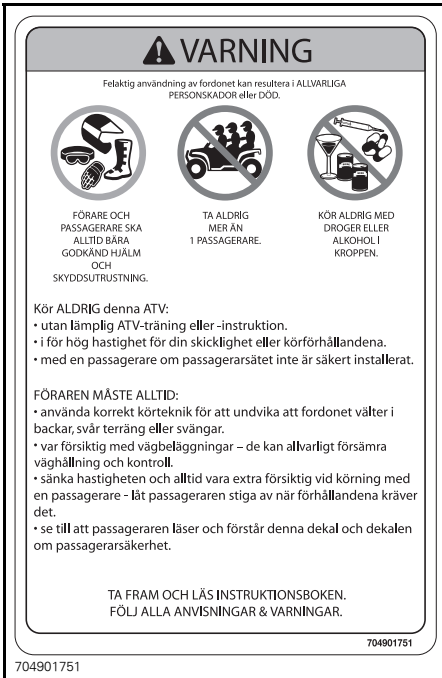 VARNING
Felaktig användning av fordonet kan resultera i ALLVARLIGA
PERSONSKADOR eller DÖD.
FÖRARE OCH
PASSAGERARE SKA
ALLTID BÄRA
GODKÄND HJÄLM
OCH
SKYDDSUTRUSTNING.
TA ALDRIG
MER ÄN
1 PASSAGERARE.
KÖR ALDRIG MED
DROGER ELLER
ALKOHOL I
KROPPEN.
Kör ALDRIG denna ATV:
• utan lämplig ATV-träning eller -instruktion.
• i för hög hastighet för din skicklighet eller körförhållandena.
• med en passagerare om passagerarsätet inte är säkert installerat.
FÖRAREN MÅSTE ALLTID:
• använda korrekt körteknik för att undvika att fordonet välter i
backar, svår terräng eller svängar.
• var försiktig med vägbeläggningar – de kan allvarligt försämra
väghållning och kontroll.
• sänka hastigheten och alltid vara extra försiktig vid körning med
en passagerare - låt passageraren stiga av när förhållandena kräver
det.
• se till att passageraren läser och förstår denna dekal och dekalen
om passagerarsäkerhet.
TA FRAM OCH LÄS INSTRUKTIONSBOKEN.
FÖLJ ALLA ANVISNINGAR & VARNINGAR.
704901751
704901751